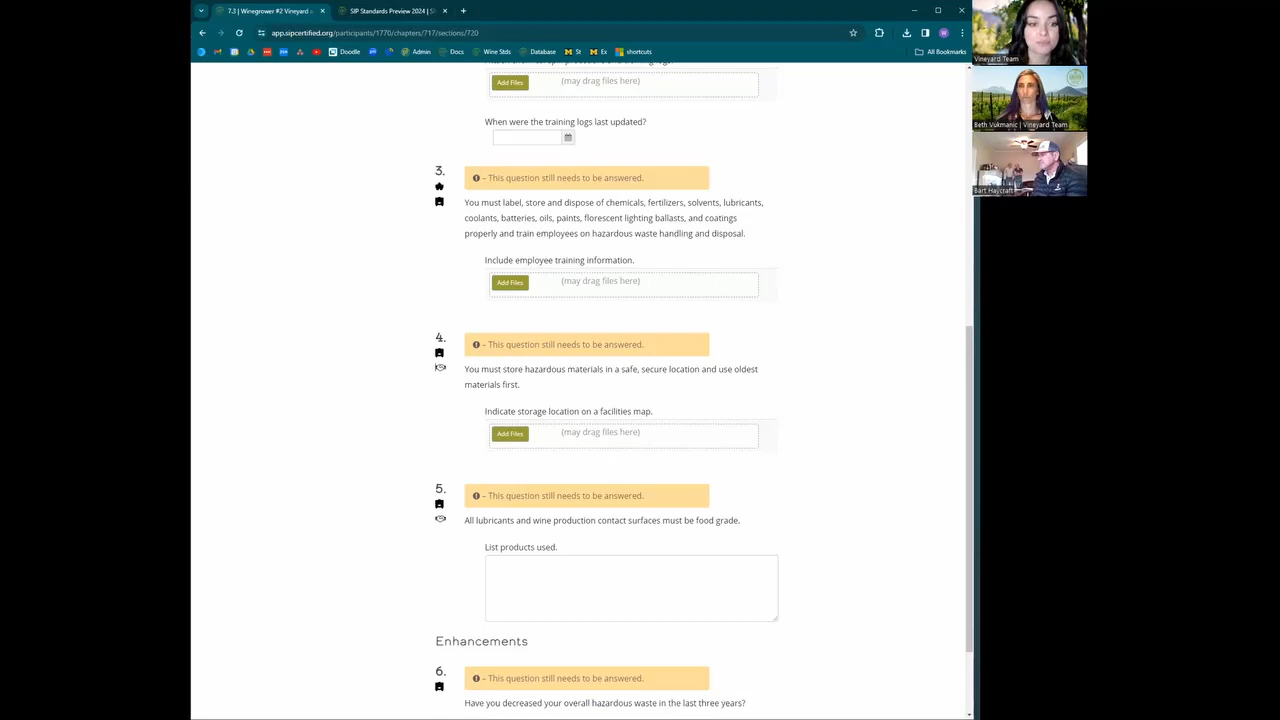 7.3 | Winegrower #2 Vineyard a
SIP Standards Preview 2024 | S
app.sipcertified.org/participants/1770/chapters/717/sections/720
Doodle
Admin
Docs
Wine Stds
Database
St
Ex
shortcuts
All Bookmarks
Add Files
(may drag files here)
When were the training logs last updated?
3.
– This question still needs to be answered.
You must label, store and dispose of chemicals, fertilizers, solvents, lubricants,
coolants, batteries, oils, paints, florescent lighting ballasts, and coatings
properly and train employees on hazardous waste handling and disposal.
Include employee training information.
Add Files
(may drag files here)
4.
– This question still needs to be answered.
You must store hazardous materials in a safe, secure location and use oldest
materials first.
Indicate storage location on a facilities map.
Add Files
(may drag files here)
5.
– This question still needs to be answered.
All lubricants and wine production contact surfaces must be food grade.
List products used.
Enhancements
6.
– This question still needs to be answered.
Have you decreased your overall hazardous waste in the last three years?
Vineyard Team
Beth Vukmanic | Vineyard Team
Bart Haycraft